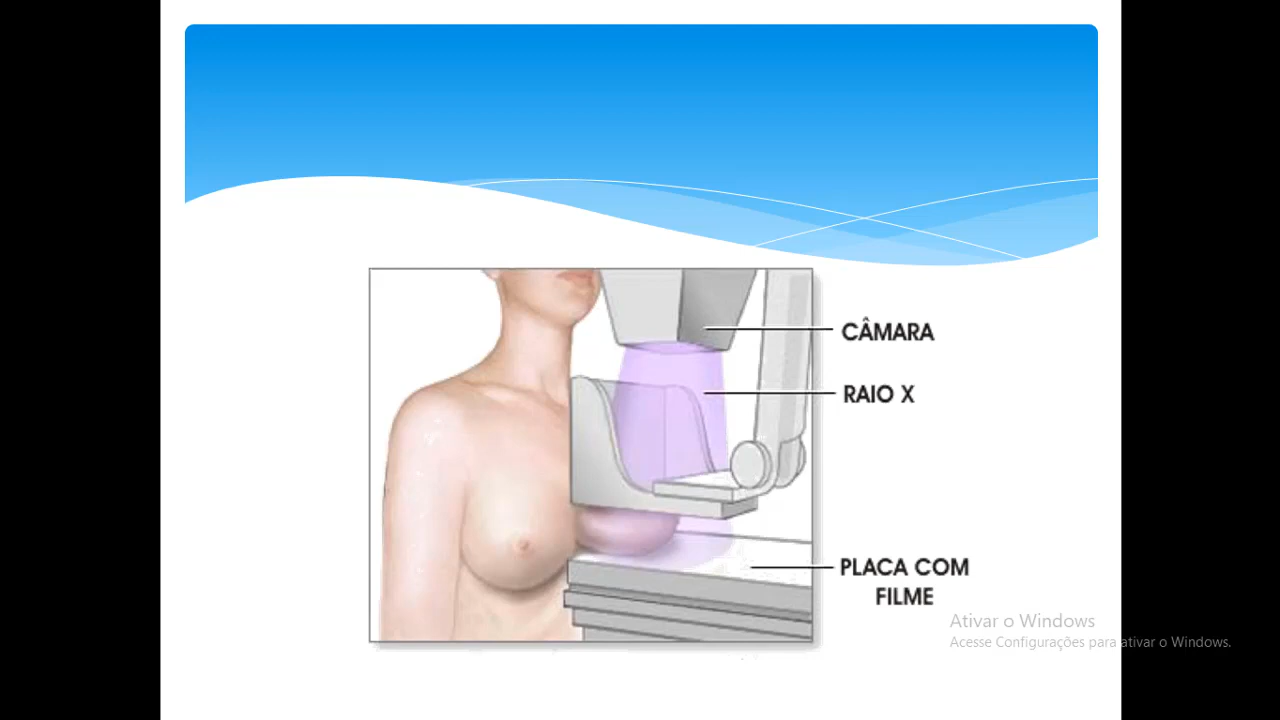 CÂMARA
RAIO X
PLACA COM
FILME
Ativar o Windows
Acesse Configurações para ativar o Windows.